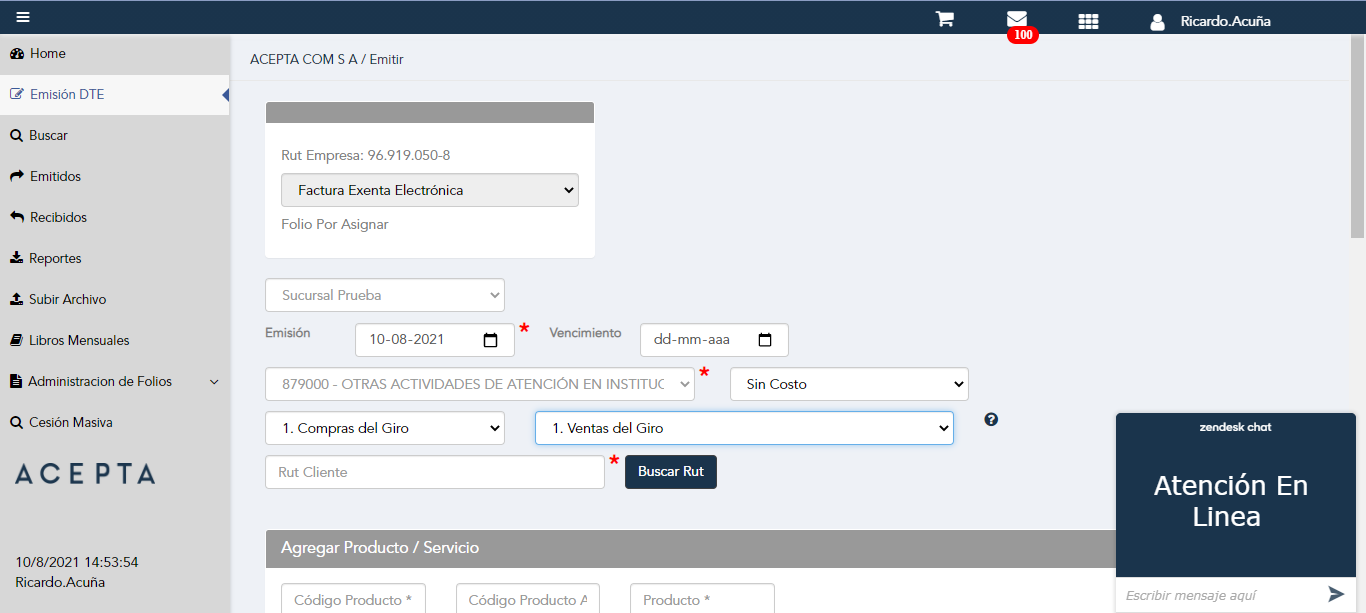 100
Ricardo.Acuña
Home
Emisión DTE
Buscar
Emitidos
Recibidos
Reportes
Subir Archivo
Libros Mensuales
Administracion de Folios
Cesión Masiva
ACEPTA
10/8/2021 14:53:54
Ricardo.Acuña
ACEPTA COM S A / Emitir
Rut Empresa: 96.919.050-8
Factura Exenta Electrónica
Folio Por Asignar
Sucursal Prueba
Emisión 10-08-2021 * Vencimiento dd-mm-aaa
879000 - OTRAS ACTIVIDADES DE ATENCIÓN EN INSTITUC * Sin Costo
1. Compras del Giro 1. Ventas del Giro ?
Rut Cliente * Buscar Rut
Agregar Producto / Servicio
Código Producto * Código Producto A Producto *
zendesk chat
Atención En
Linea
Escribir mensaje aquí